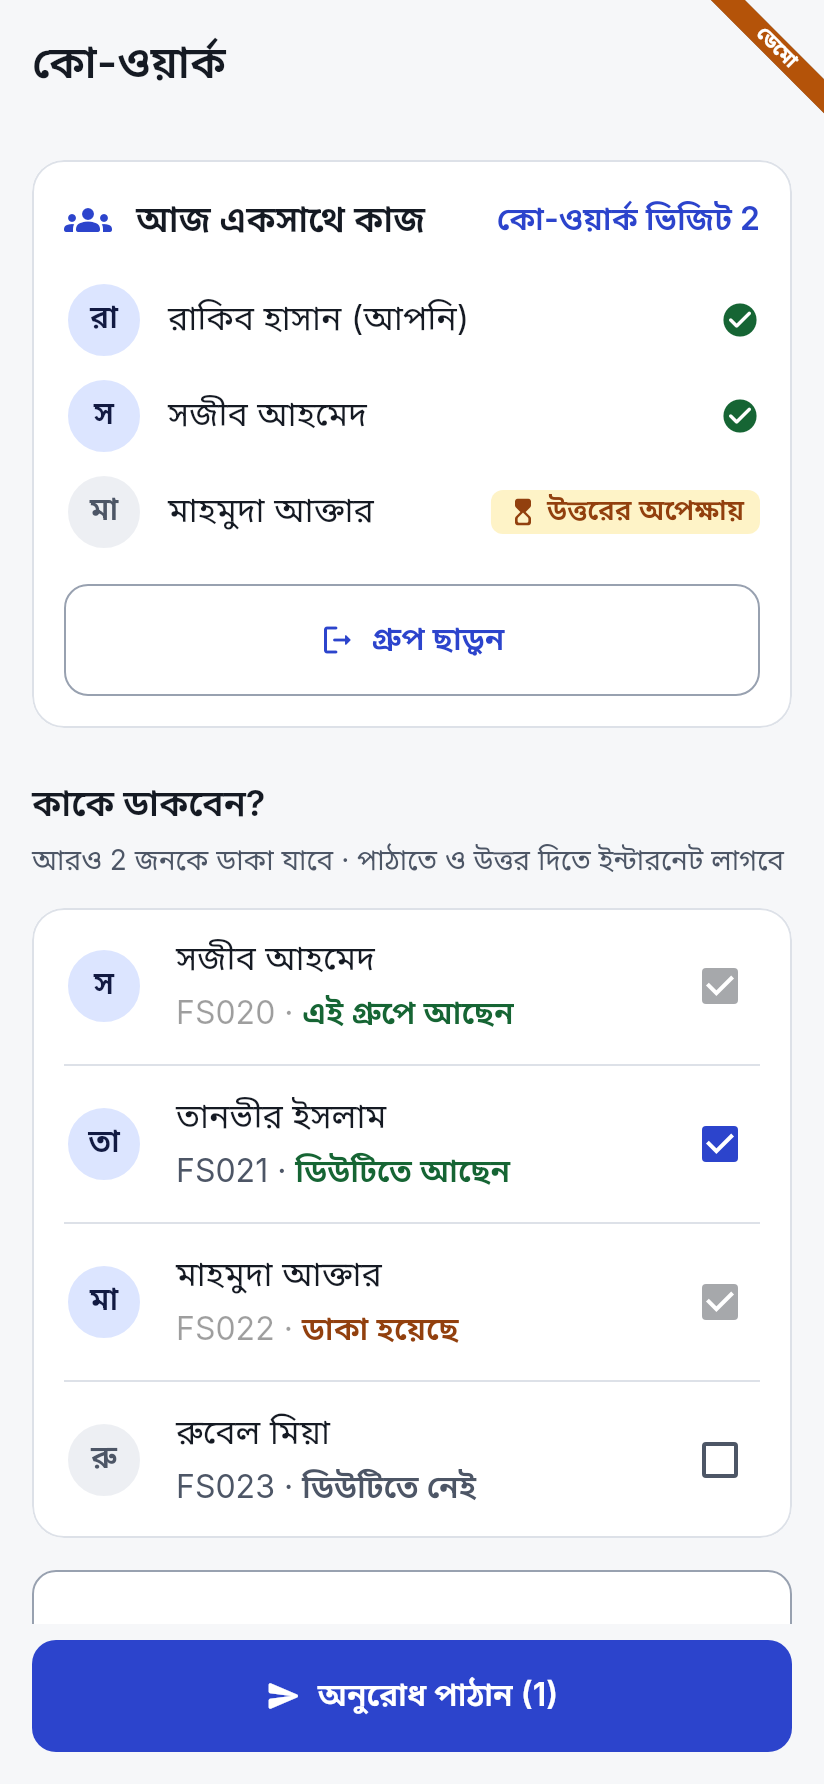 কো-ওয়ার্ক
ডেমো
আজ একসাথে কাজ
কো-ওয়ার্ক ভিজিট 2
রা
রাকিব হাসান (আপনি)
স
সজীব আহমেদ
মা
মাহমুদা আক্তার
উত্তরের অপেক্ষায়
গ্রুপ ছাড়ুন
কাকে ডাকবেন?
আরও 2 জনকে ডাকা যাবে · পাঠাতে ও উত্তর দিতে ইন্টারনেট লাগবে
স
সজীব আহমেদ
FS020 · এই গ্রুপে আছেন
তা
তানভীর ইসলাম
FS021 · ডিউটিতে আছেন
মা
মাহমুদা আক্তার
FS022 · ডাকা হয়েছে
রু
রুবেল মিয়া
FS023 · ডিউটিতে নেই
অনুরোধ পাঠান (1)